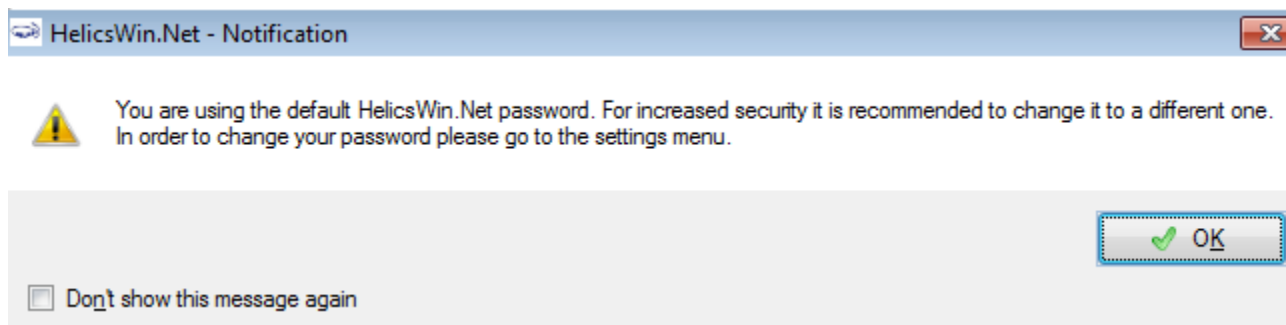 HelicsWin.Net - Notification
You are using the default HelicsWin.Net password. For increased security it is recommended to change it to a different one.
In order to change your password please go to the settings menu.
OK
Don't show this message again